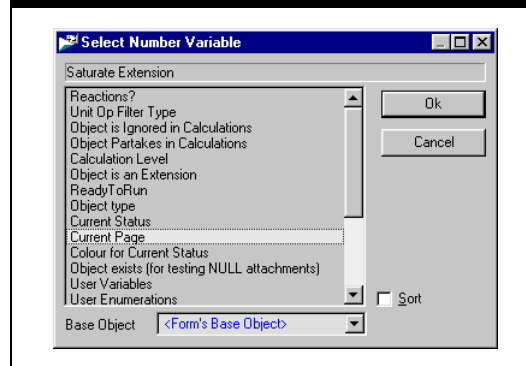 Select Number Variable
Saturate Extension
Reactions?
Unit Op Filter Type
Object is Ignored in Calculations
Object Partakes in Calculations
Calculation Level
Object is an Extension
ReadyToRun
Object type
Current Status
Current Page
Colour for Current Status
Object exists (for testing NULL attachments)
User Variables
User Enumerations
Ok
Cancel
Sort
Base Object <Form's Base Object>